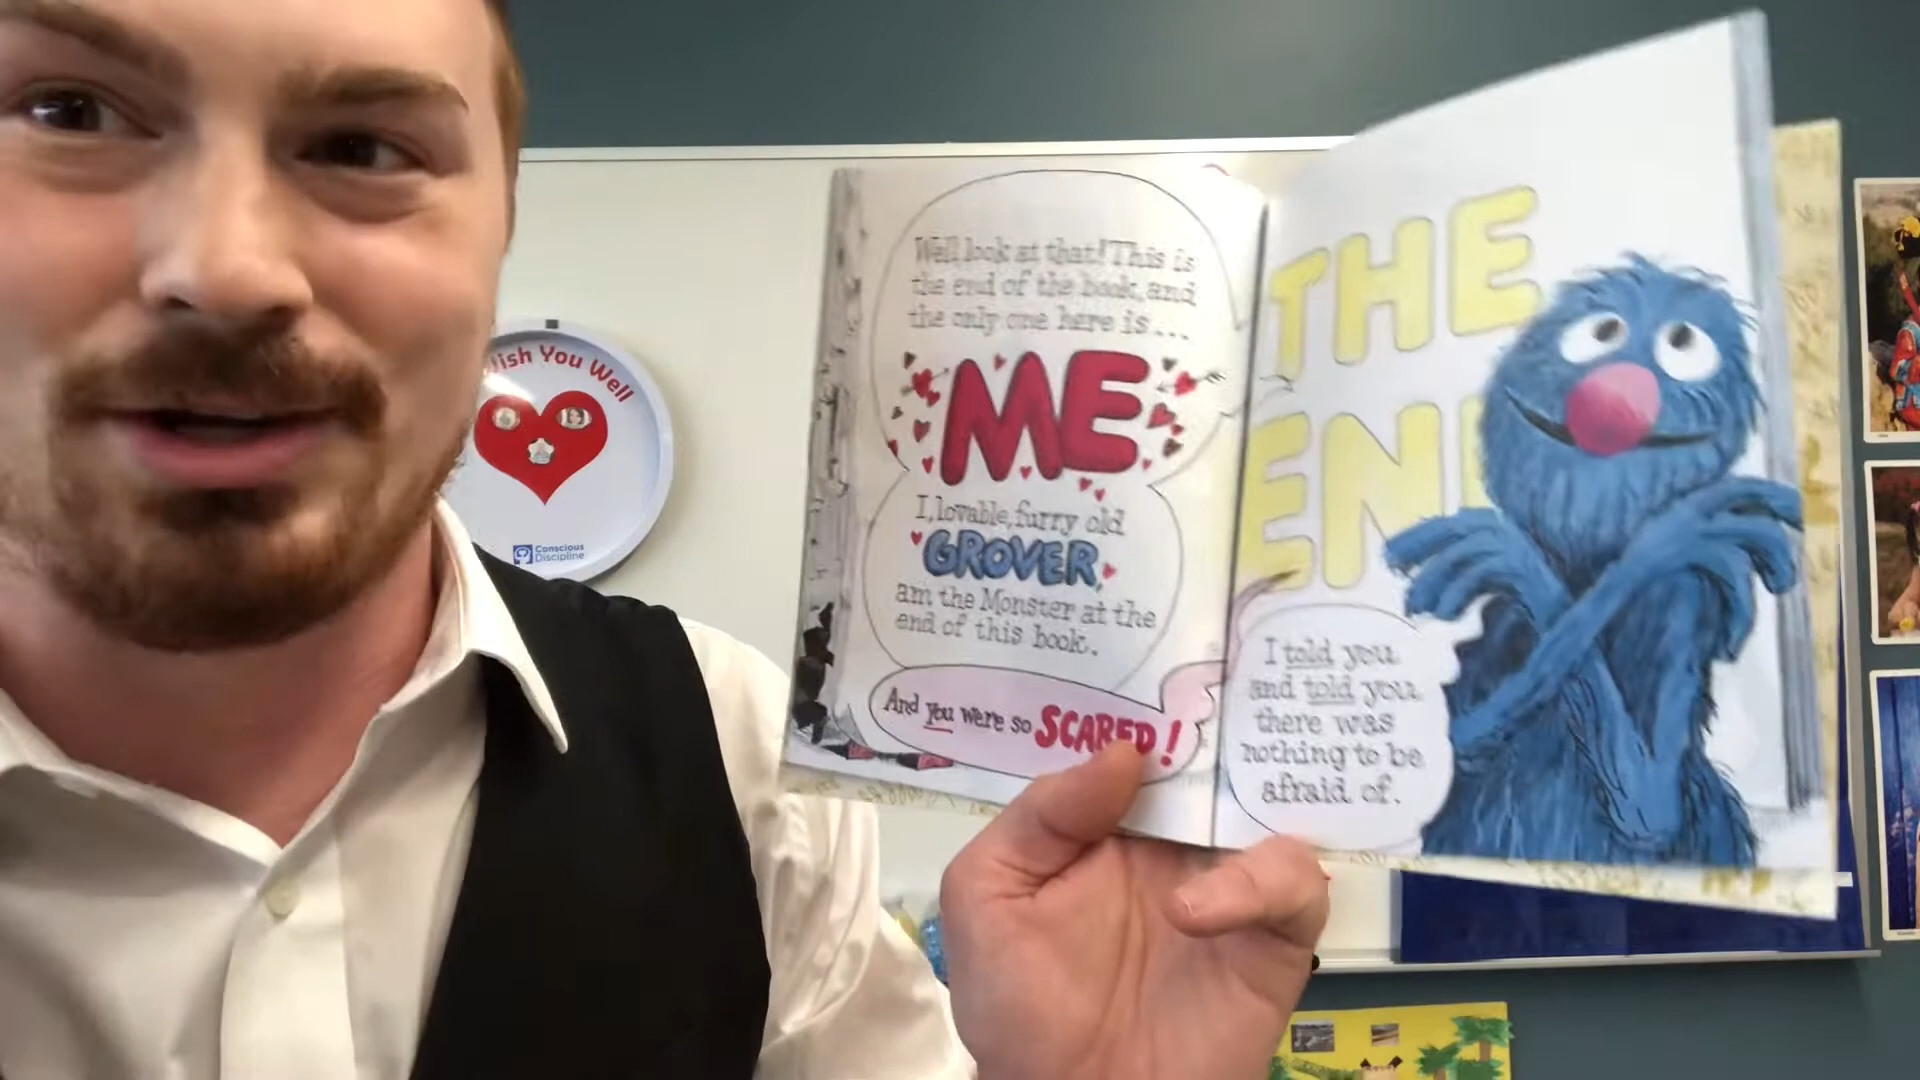 Wish You Well
Conscious
Discipline
Well look at that! This is
the end of the book, and
the only one here is...
ME
I, lovable, furry old
GROVER,
am the Monster at the
end of this book.
And you were so SCARED!
THE
EN
I told you
and told you
there was
nothing to be
afraid of.